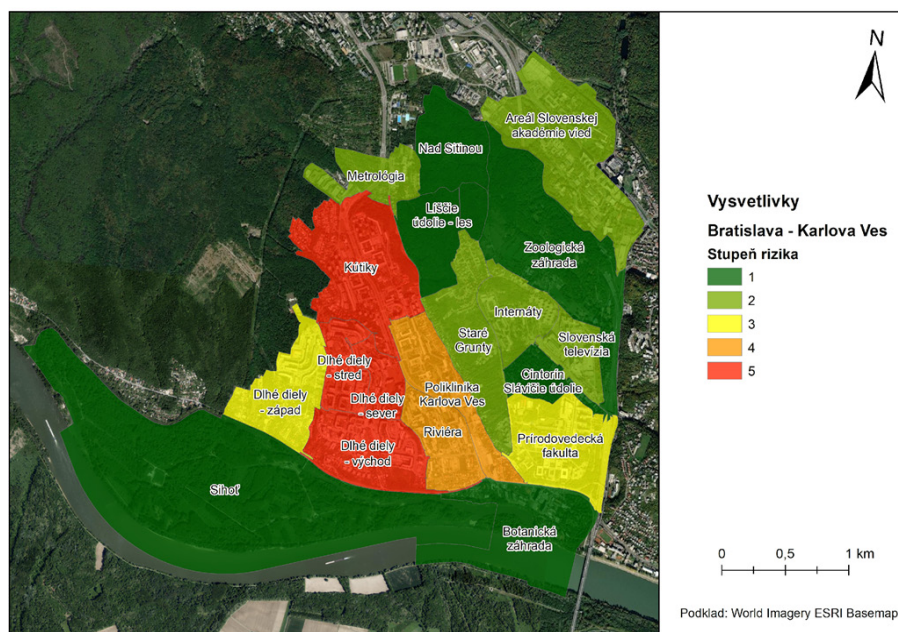 Areál Slovenskej
akadémie vied
Nad Sitinou
Metrológia
Líščie
údolie - les
Zoologická
záhrada
Kútiky
Internáty
Staré
Grunty
Slovenská
televízia
Dlhé diely
- stred
Cintorín
Slávičie údolie
Dlhé diely
- západ
Dlhé diely
- sever
Poliklinika
Karlova Ves
Riviéra
Prírodovedecká
fakulta
Dlhé diely
- východ
Sihoť
Botanická
záhrada
N
Vysvetlivky
Bratislava - Karlova Ves
Stupeň rizika
1
2
3
4
5
0 0,5 1 km
Podklad: World Imagery ESRI Basemap